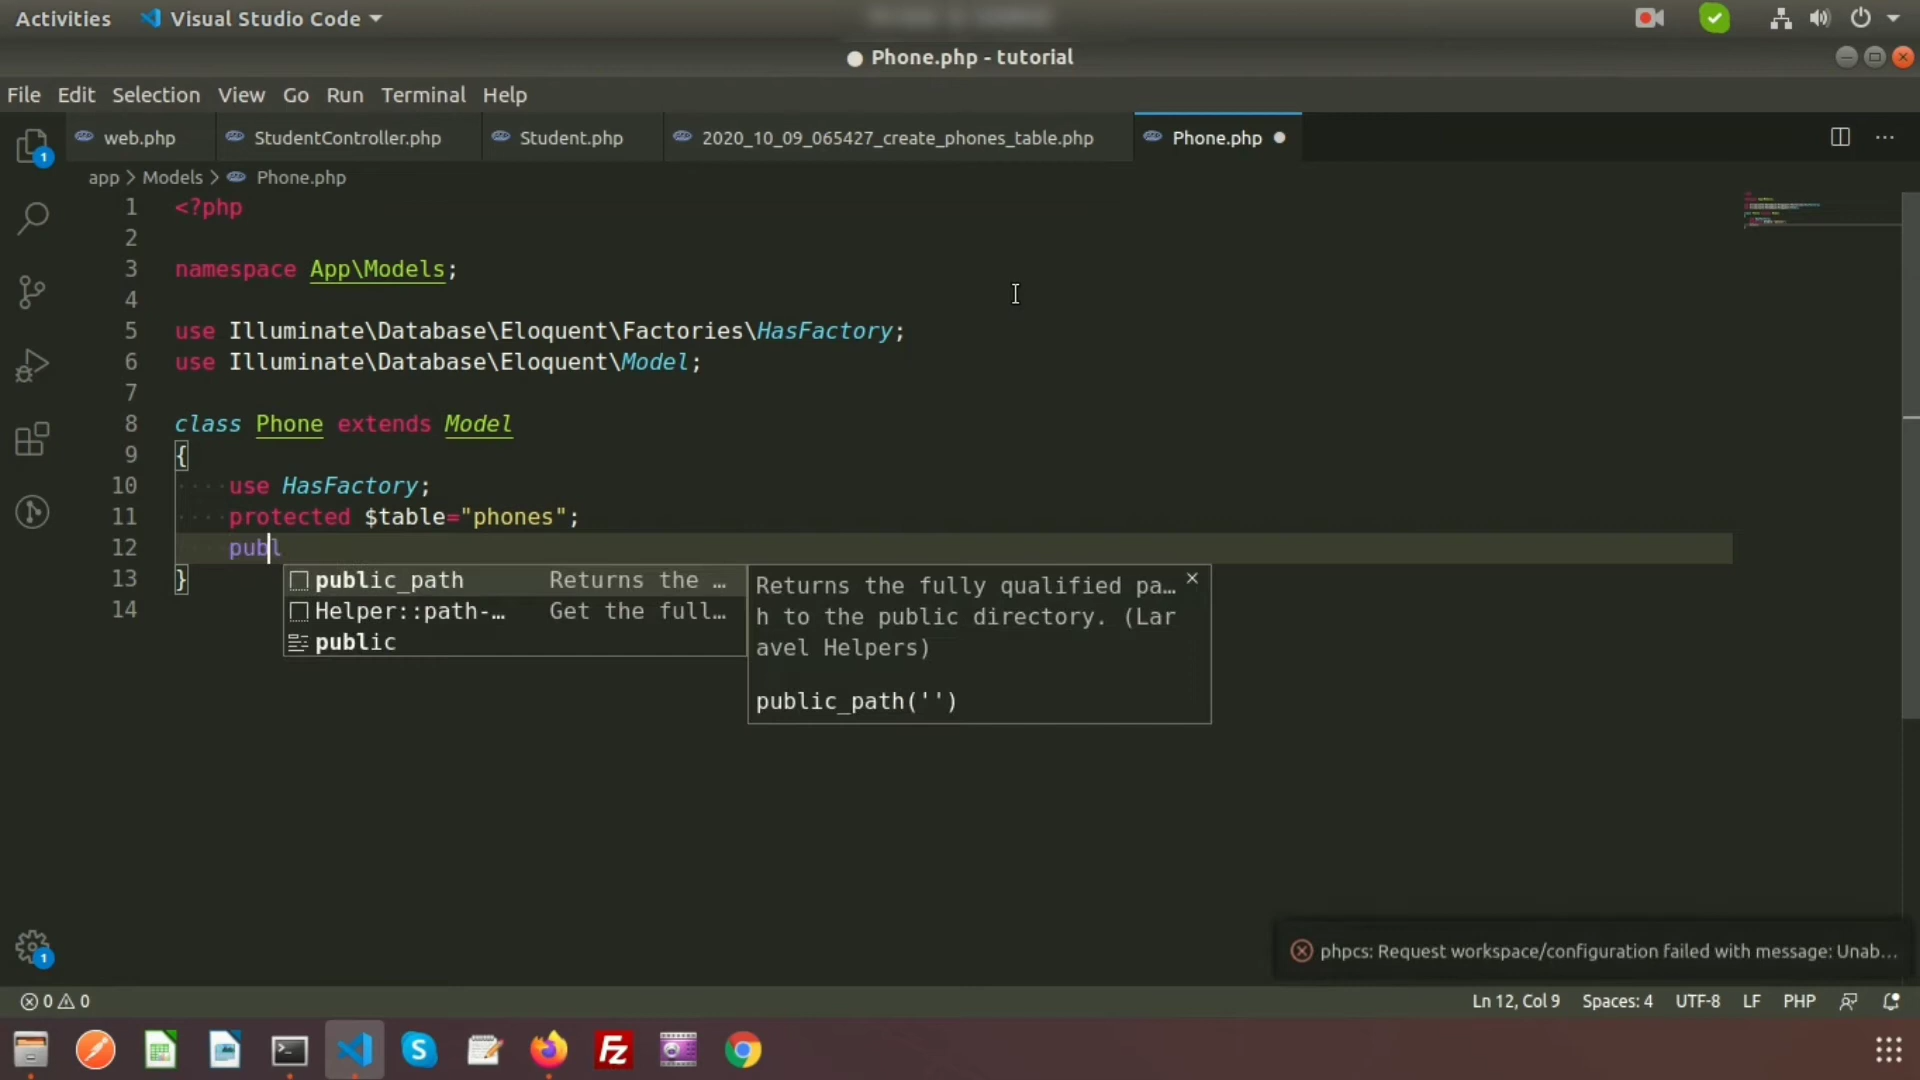 Activities Visual Studio Code
Phone.php - tutorial
File Edit Selection View Go Run Terminal Help
web.php StudentController.php Student.php 2020_10_09_065427_create_phones_table.php Phone.php
app > Models > Phone.php
1 <?php
2
3 namespace App\Models;
4
5 use Illuminate\Database\Eloquent\Factories\HasFactory;
6 use Illuminate\Database\Eloquent\Model;
7
8 class Phone extends Model
9 {
10 use HasFactory;
11 protected $table="phones";
12 publ
13 }
14
public_path Returns the …
Helper::path-… Get the full…
public
Returns the fully qualified pa…
h to the public directory. (Lar
avel Helpers)
public_path('')
1
1
phpcs: Request workspace/configuration failed with message: Unab...
0 0 Ln 12, Col 9 Spaces: 4 UTF-8 LF PHP
S
Fz